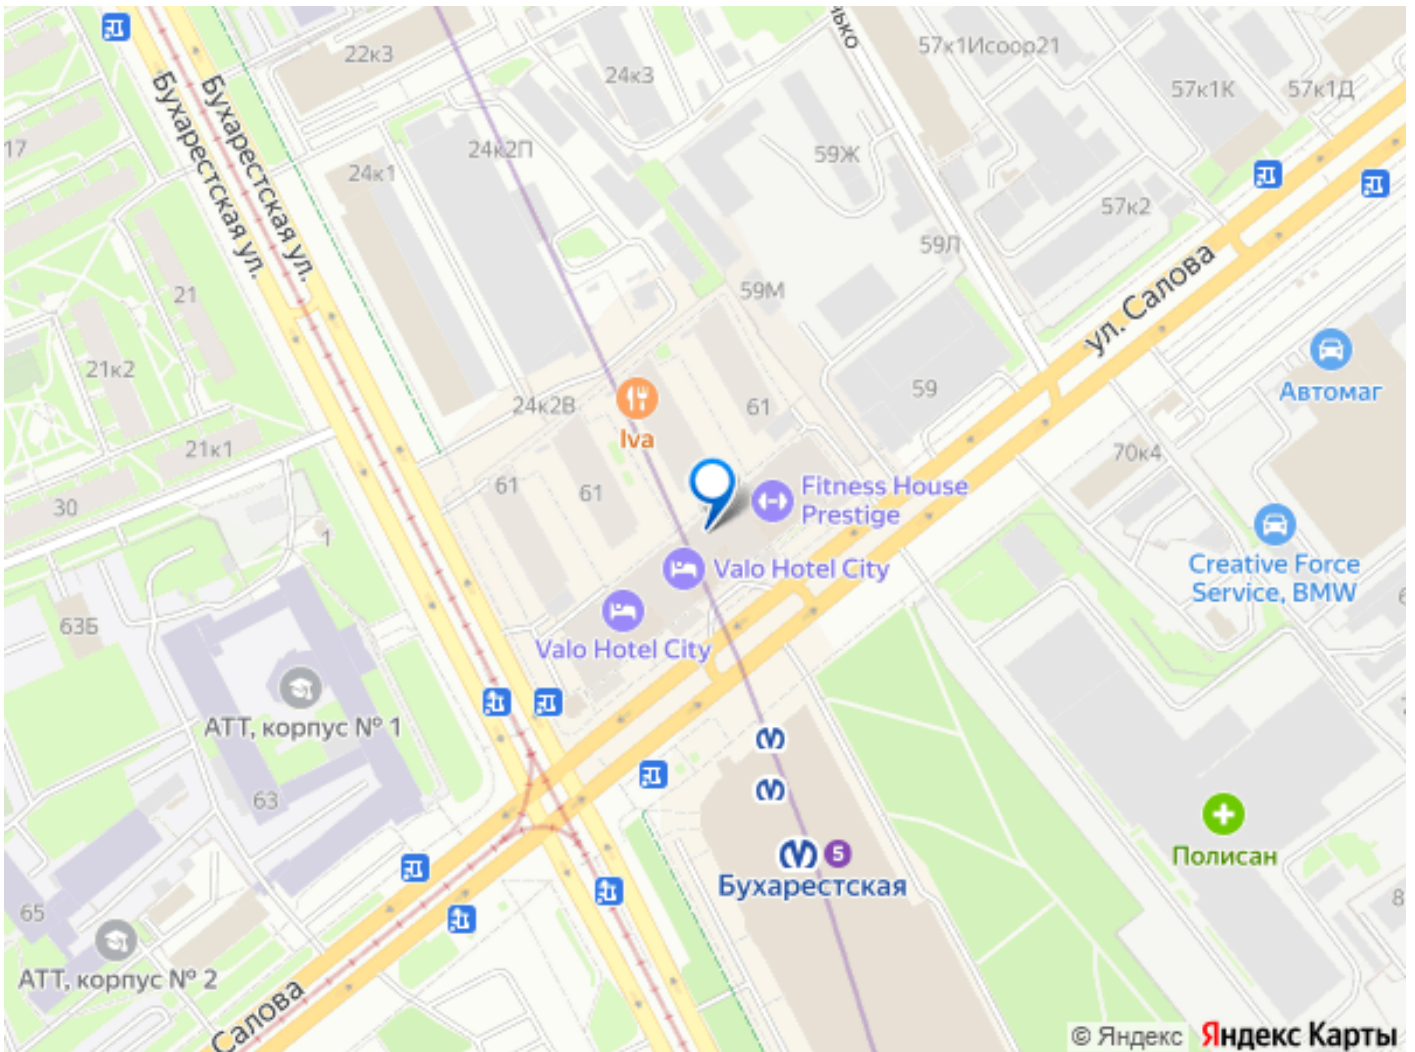 22к3
24к3
57к1Исоор21
57к1К
57к1Д
17
Бухарестская ул.
Бухарестская ул.
24к1
24к2П
59Ж
57к2
59Л
21
59М
ул. Салова
21к2
24к2В
Iva
61
59
Автомаг
21к1
70к4
30
61
61
Fitness House
Prestige
1
Valo Hotel City
Creative Force
Service, BMW
63Б
Valo Hotel City
АТТ, корпус № 1
63
5
Бухарестская
Полисан
65
8
АТТ, корпус № 2
Салова
© Яндекс
Яндекс Карты